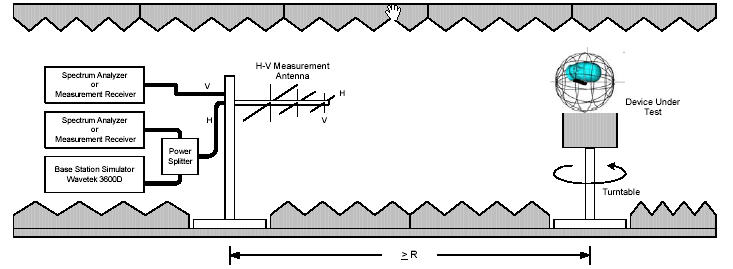 H-V Measurement
Antenna
Spectrum Analyzer
or
Measurement Receiver
V
H
H
V
Spectrum Analyzer
or
Measurement Receiver
Power
Splitter
Base Station Simulator
Wavetek 3600D
Device Under
Test
Turntable
≥ R